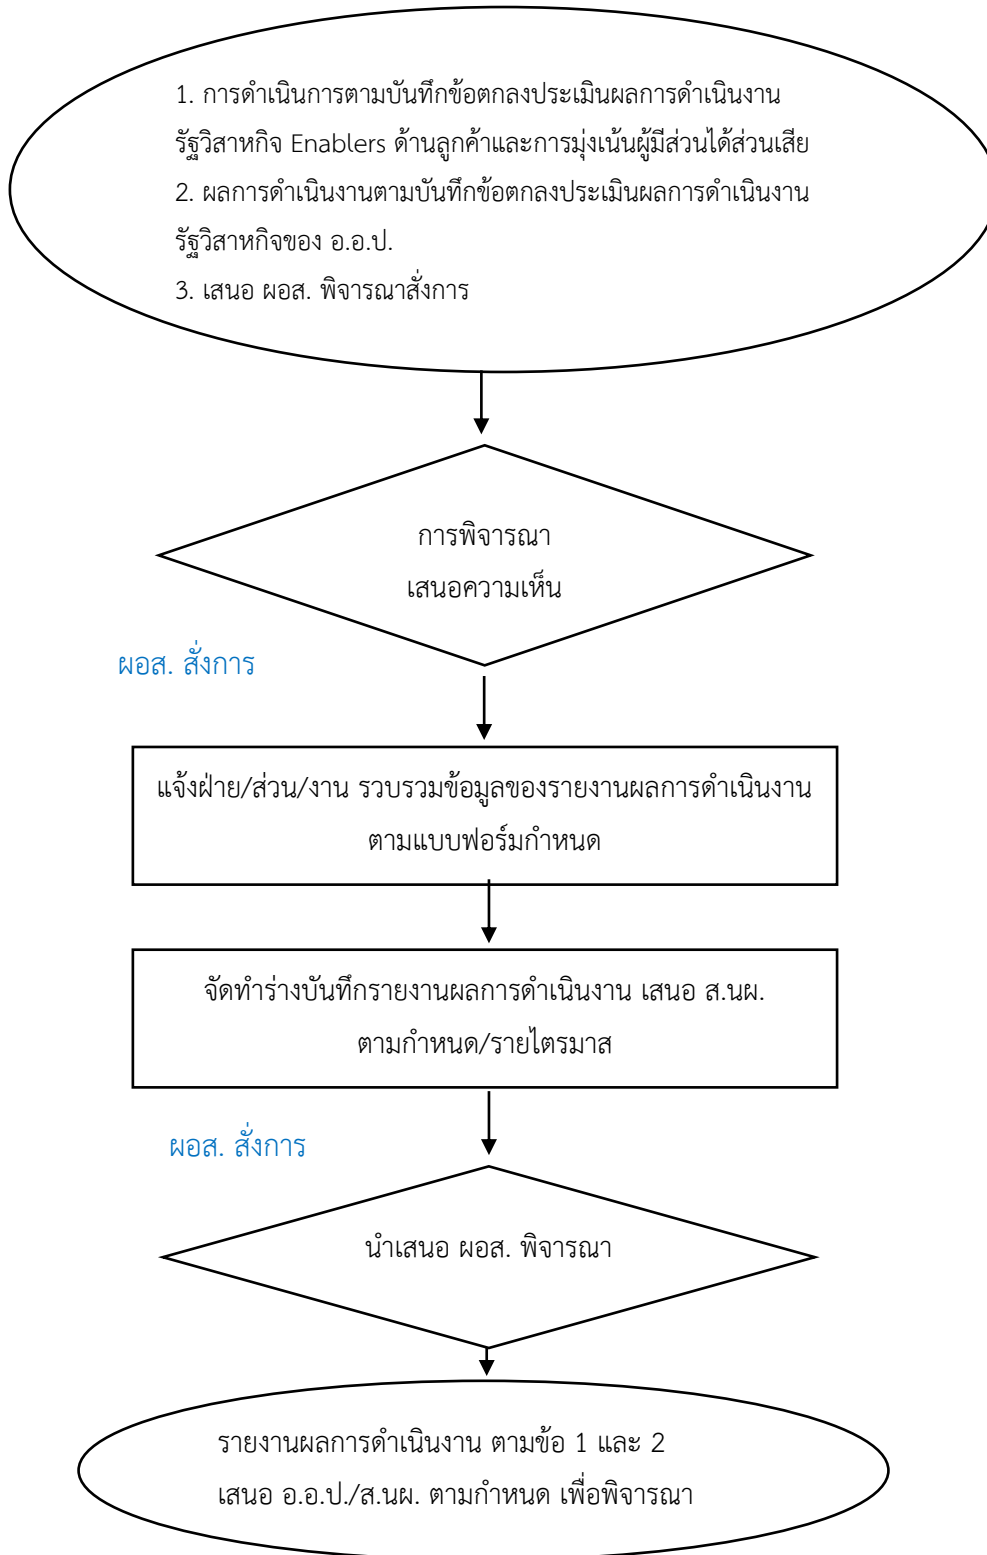 1. การดำเนินการตามบันทึกข้อตกลงประเมินผลการดำเนินงาน
รัฐวิสาหกิจ Enablers ด้านลูกค้าและการมุ่งเน้นผู้มีส่วนได้ส่วนเสีย
2. ผลการดำเนินงานตามบันทึกข้อตกลงประเมินผลการดำเนินงาน
รัฐวิสาหกิจของ อ.อ.ป.
3. เสนอ ผอส. พิจารณาสั่งการ
การพิจารณา
เสนอความเห็น
ผอส. สั่งการ
แจ้งฝ่าย/ส่วน/งาน รวบรวมข้อมูลของรายงานผลการดำเนินงาน
ตามแบบฟอร์มกำหนด
จัดทำร่างบันทึกรายงานผลการดำเนินงาน เสนอ ส.นผ.
ตามกำหนด/รายไตรมาส
ผอส. สั่งการ
นำเสนอ ผอส. พิจารณา
รายงานผลการดำเนินงาน ตามข้อ 1 และ 2
เสนอ อ.อ.ป./ส.นผ. ตามกำหนด เพื่อพิจารณา